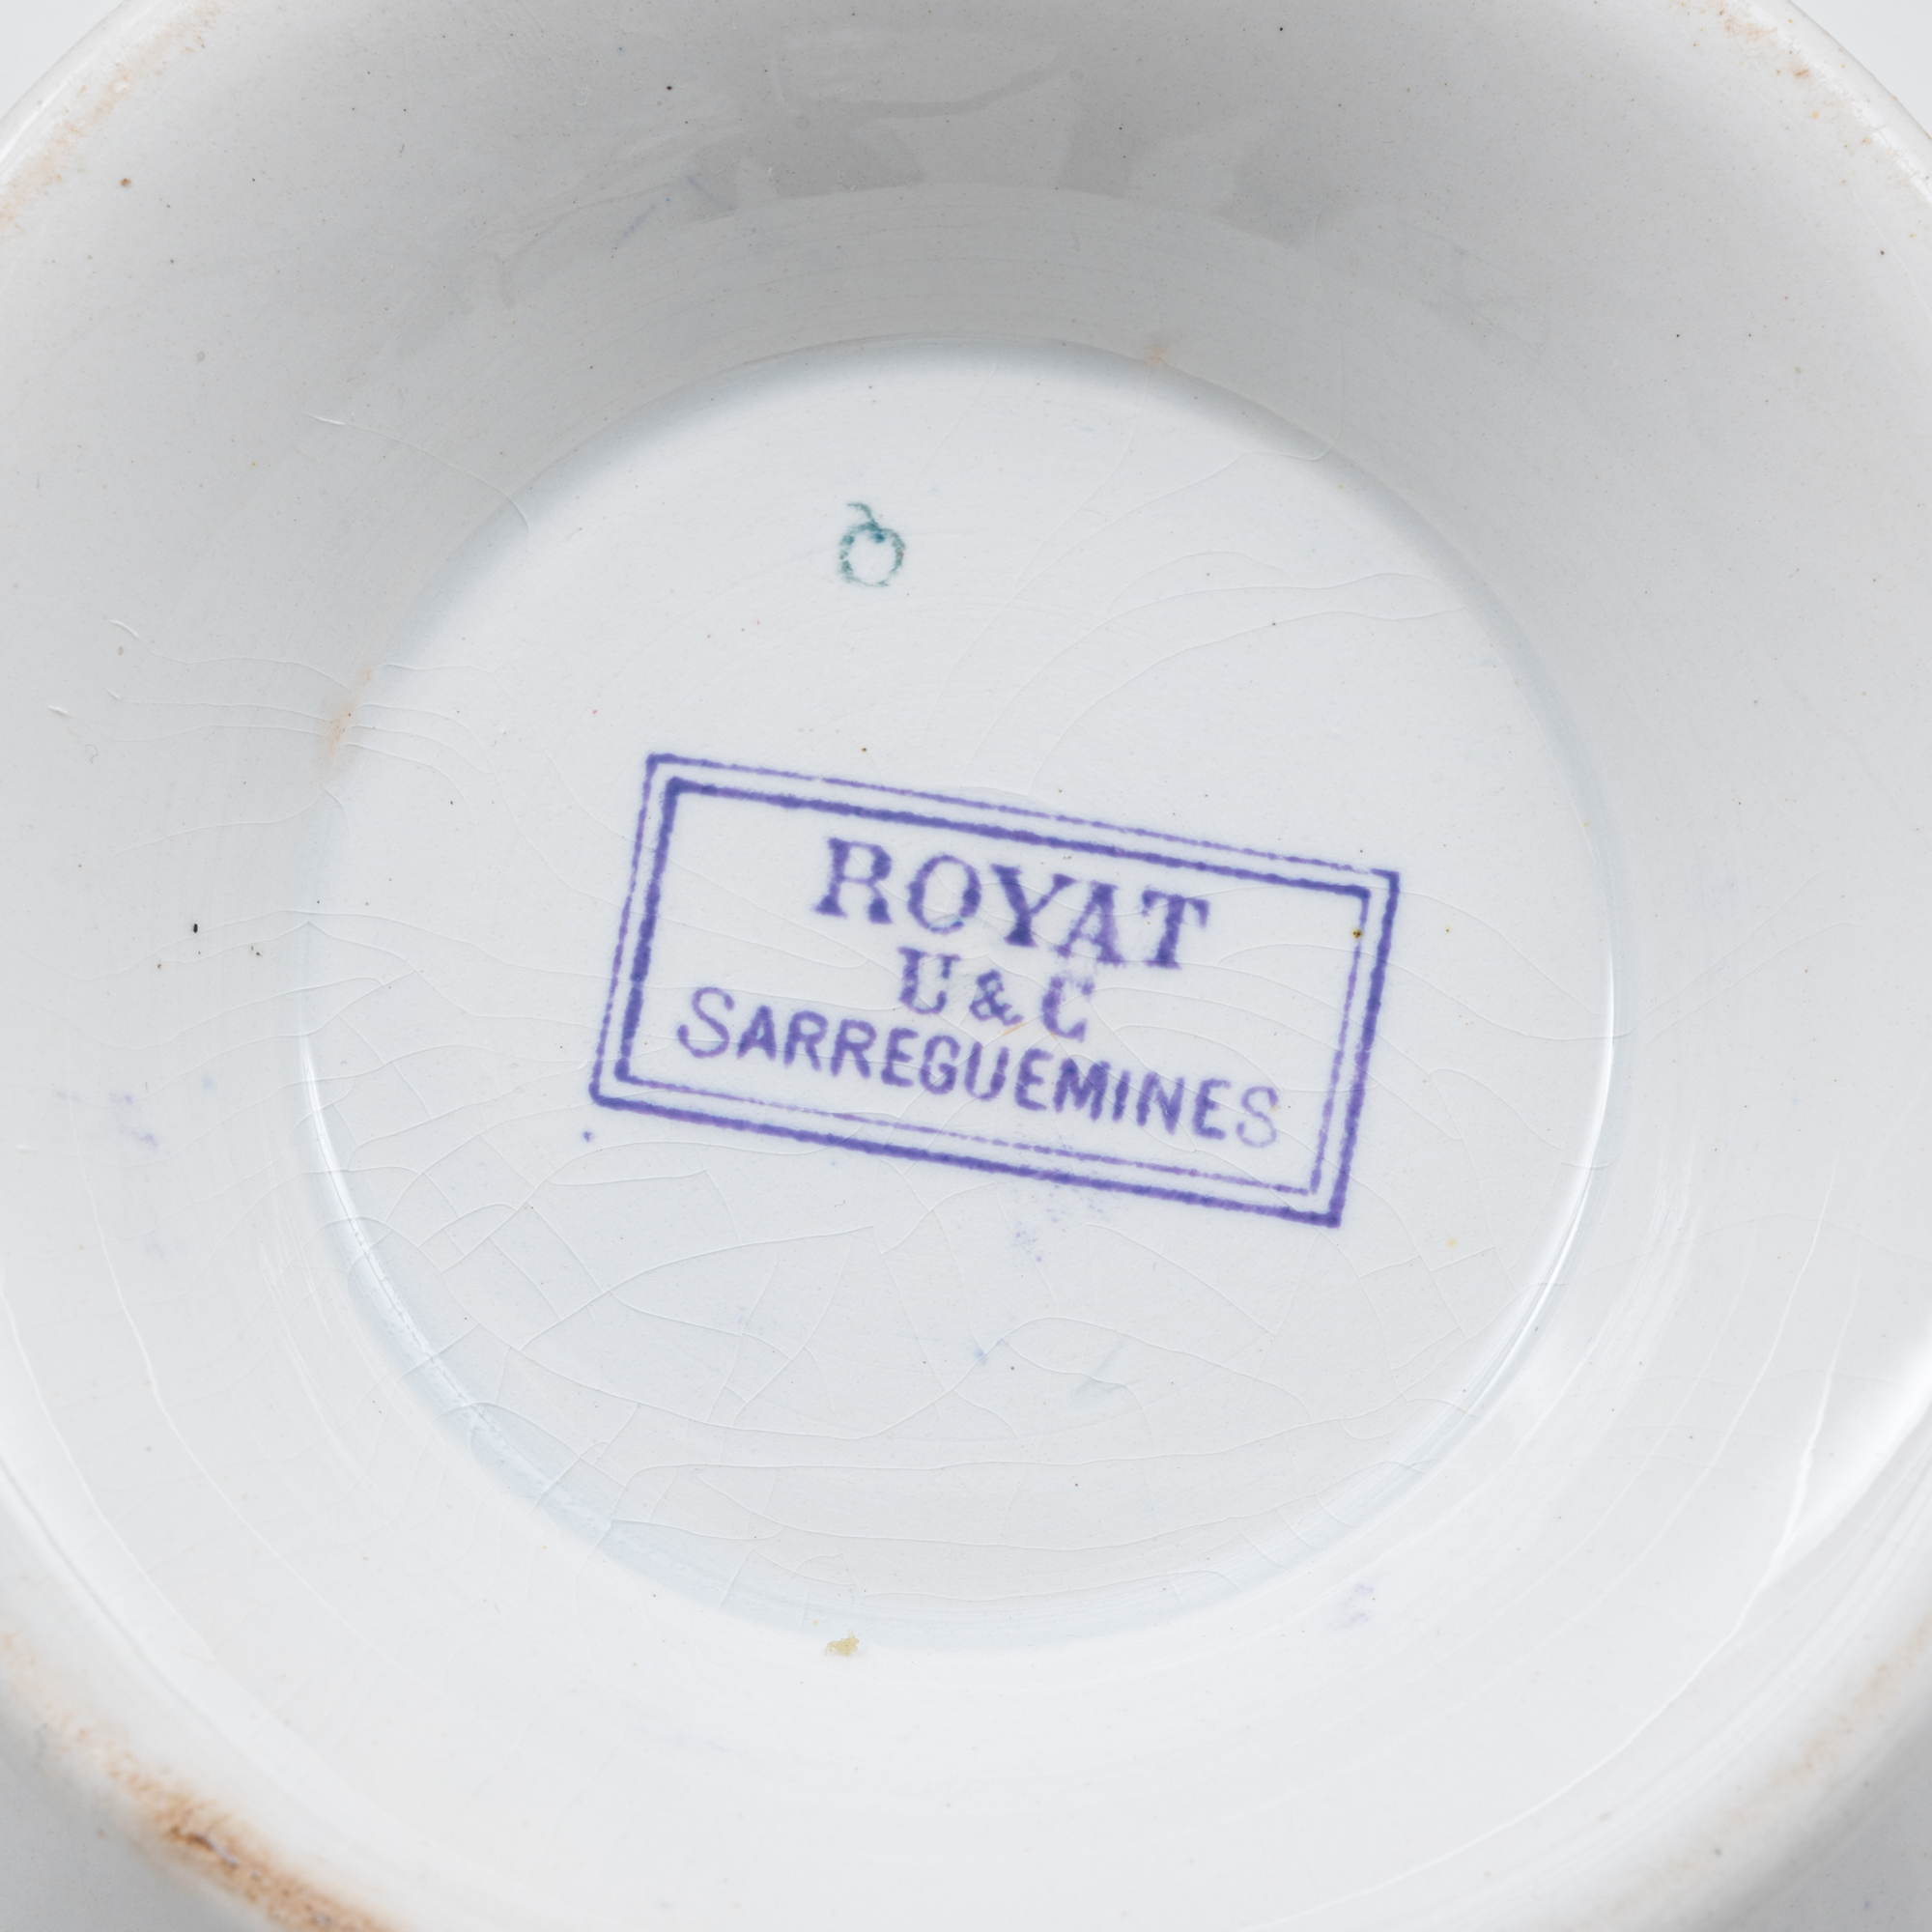 ROYAT
U & C
SARREGUEMINES